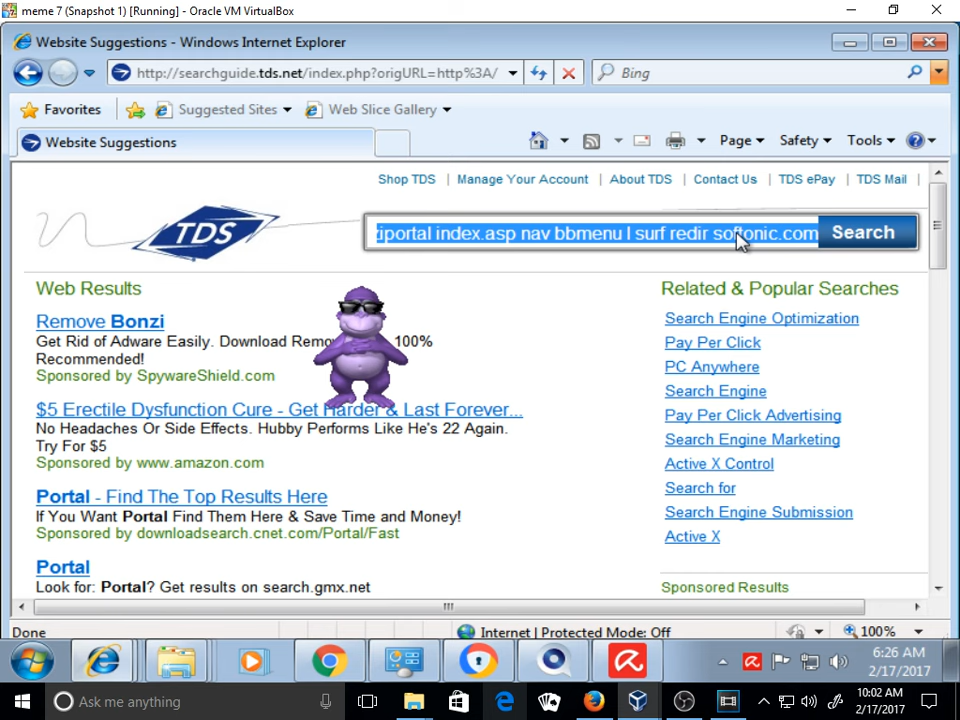 meme 7 (Snapshot 1) [Running] - Oracle VM VirtualBox
Website Suggestions - Windows Internet Explorer
http://searchguide.tds.net/index.php?origURL=http%3A/
Bing
Favorites
Suggested Sites
Web Slice Gallery
Website Suggestions
Page
Safety
Tools
Shop TDS | Manage Your Account | About TDS | Contact Us | TDS ePay | TDS Mail |
TDS
ziportal index.asp nav bbmenu l surf redir softonic.com
Search
Web Results
Remove Bonzi
Get Rid of Adware Easily. Download 100%
Recommended!
Sponsored by SpywareShield.com
$5 Erectile Dysfunction Cure - Get Harder & Last Forever...
No Headaches Or Side Effects. Hubby Performs Like He's 22 Again.
Try For $5
Sponsored by www.amazon.com
Portal - Find The Top Results Here
If You Want Portal Find Them Here & Save Time and Money!
Sponsored by downloadsearch.cnet.com/Portal/Fast
Portal
Look for: Portal? Get results on search.gmx.net
Related & Popular Searches
Search Engine Optimization
Pay Per Click
PC Anywhere
Search Engine
Pay Per Click Advertising
Search Engine Marketing
Active X Control
Search for
Search Engine Submission
Active X
Sponsored Results
Done
Internet | Protected Mode: Off
100%
6:26 AM
2/17/2017
Ask me anything
10:02 AM
2/17/2017